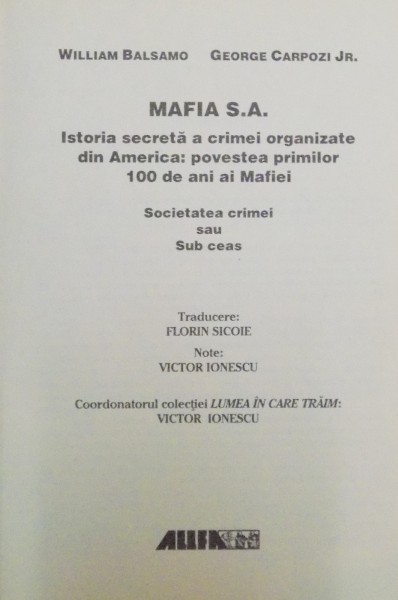 WILLIAM BALSAMO GEORGE CARPOZI JR.
MAFIA S.A.
Istoria secretă a crimei organizate
din America: povestea primilor
100 de ani ai Mafiei
Societatea crimei
sau
Sub ceas
Traducere:
FLORIN SICOIE
Note:
VICTOR IONESCU
Coordonatorul colecției LUMEA ÎN CARE TRĂIM:
VICTOR IONESCU
ALLFA